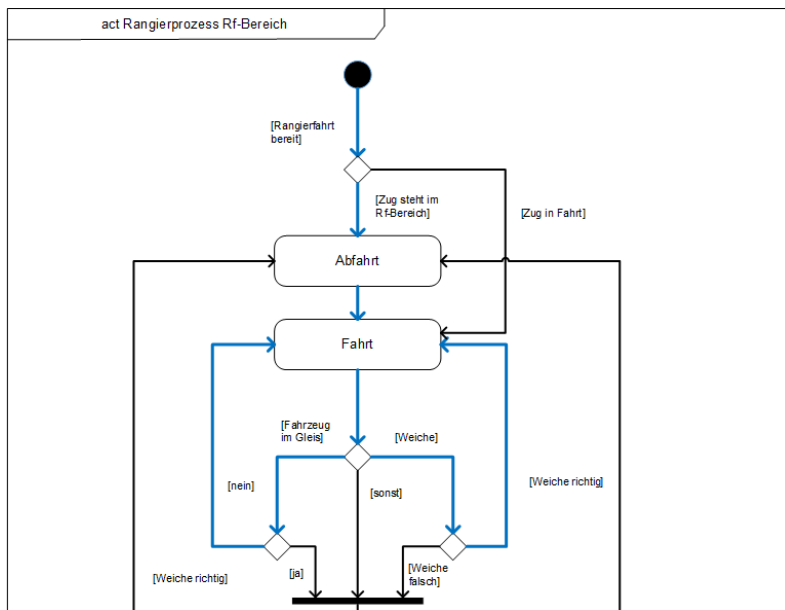 act Rangierprozess Rf-Bereich
[Rangierfahrt
bereit]
[Zug steht im
Rf-Bereich]
[Zug in Fahrt]
Abfahrt
Fahrt
[Fahrzeug
im Gleis]
[Weiche]
[nein]
[sonst]
[Weiche richtig]
[Weiche richtig]
[ja]
[Weiche
falsch]